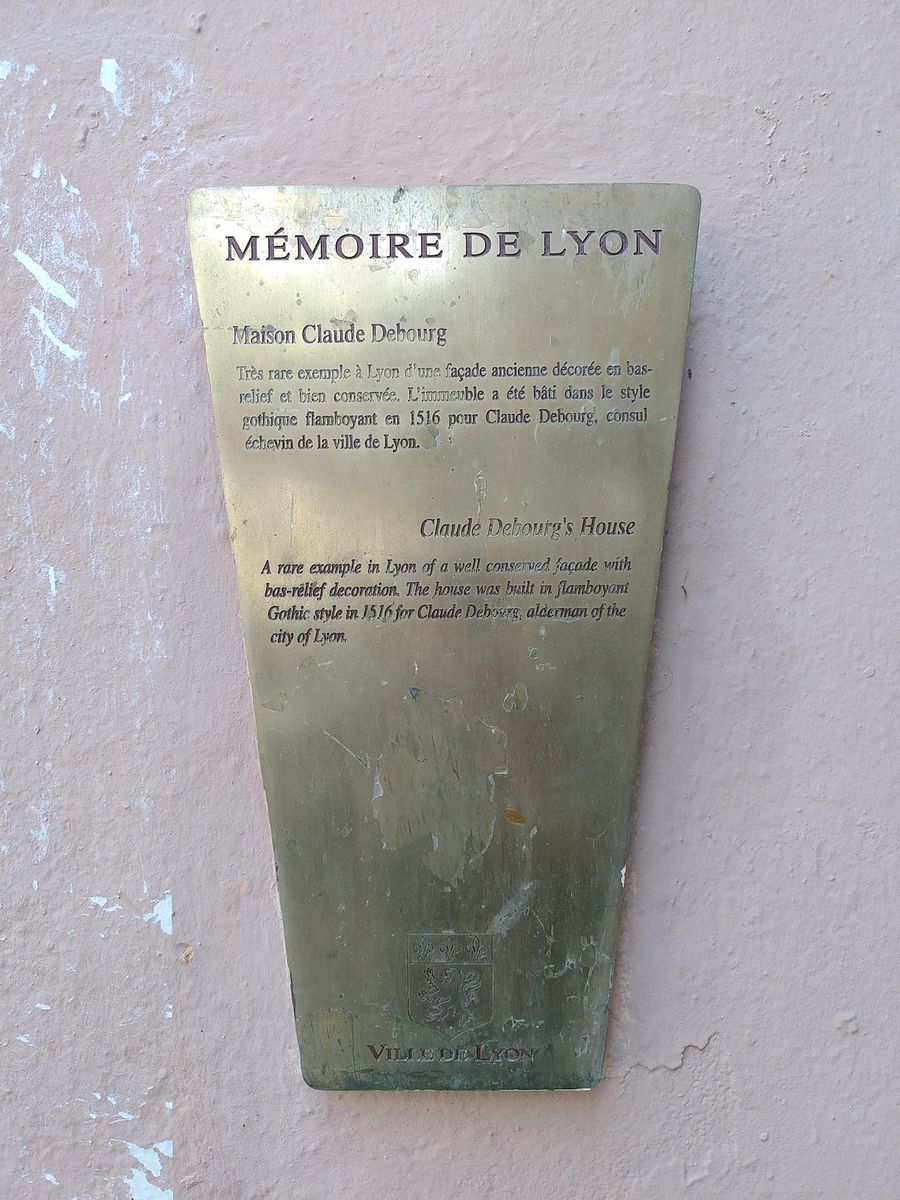 MÉMOIRE DE LYON
Maison Claude Debourg
Très rare exemple à Lyon d'une façade ancienne décorée en bas-
relief et bien conservée. L'immeuble a été bâti dans le style
gothique flamboyant en 1516 pour Claude Debourg, consul
échevin de la ville de Lyon.
Claude Debourg's House
A rare example in Lyon of a well conserved façade with
bas-rélief decoration. The house was built in flamboyant
Gothic style in 1516 for Claude Debourg, alderman of the
city of Lyon.
VILLE DE LYON